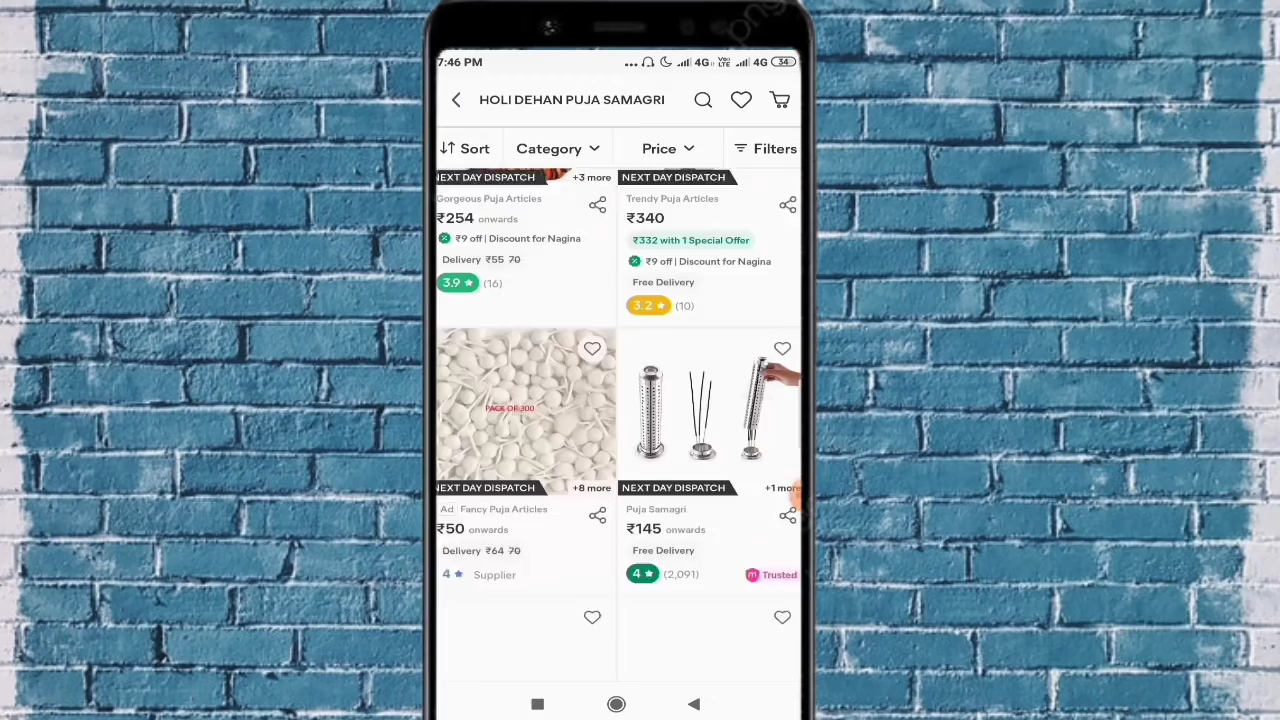 png
7:46 PM
4G VoLTE 4G 34
HOLI DEHAN PUJA SAMAGRI
Sort Category Price Filters
NEXT DAY DISPATCH +3 more
NEXT DAY DISPATCH
Gorgeous Puja Articles
₹254 onwards
₹9 off | Discount for Nagina
Delivery ₹55 70
3.9 ★ (16)
Trendy Puja Articles
₹340
₹332 with 1 Special Offer
₹9 off | Discount for Nagina
Free Delivery
3.2 ★ (10)
PACK OF 300
NEXT DAY DISPATCH +8 more
NEXT DAY DISPATCH +1 more
Ad Fancy Puja Articles
₹50 onwards
Delivery ₹64 70
4 ★ Supplier
Puja Samagri
₹145 onwards
Free Delivery
4 ★ (2,091) m Trusted